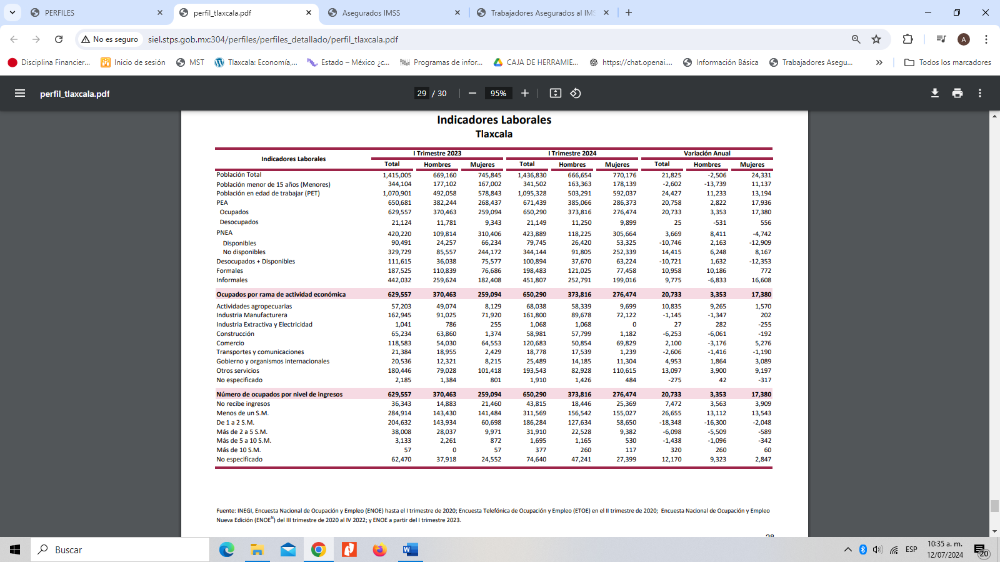 PERFILES
perfil_tlaxcala.pdf
Asegurados IMSS
Trabajadores Asegurados al IMS
No es seguro
siel.stps.gob.mx:304/perfiles/perfiles_detallado/perfil_tlaxcala.pdf
A
Disciplina Financier...
Inicio de sesión
MST
Tlaxcala: Economía,...
Estado – México ¿c...
Programas de infor...
CAJA DE HERRAMIE...
https://chat.openai....
Información Básica
Trabajadores Asegu...
Todos los marcadores
perfil_tlaxcala.pdf
29 / 30
95%
Indicadores Laborales
Tlaxcala
Indicadores Laborales I Trimestre 2023 I Trimestre 2024 Variación Anual
Total Hombres Mujeres Total Hombres Mujeres Total Hombres Mujeres
Población Total 1,415,005 669,160 745,845 1,436,830 666,654 770,176 21,825 -2,506 24,331
Población menor de 15 años (Menores) 344,104 177,102 167,002 341,502 163,363 178,139 -2,602 -13,739 11,137
Población en edad de trabajar (PET) 1,070,901 492,058 578,843 1,095,328 503,291 592,037 24,427 11,233 13,194
PEA 650,681 382,244 268,437 671,439 385,066 286,373 20,758 2,822 17,936
Ocupados 629,557 370,463 259,094 650,290 373,816 276,474 20,733 3,353 17,380
Desocupados 21,124 11,781 9,343 21,149 11,250 9,899 25 -531 556
PNEA 420,220 109,814 310,406 423,889 118,225 305,664 3,669 8,411 -4,742
Disponibles 90,491 24,257 66,234 79,745 26,420 53,325 -10,746 2,163 -12,909
No disponibles 329,729 85,557 244,172 344,144 91,805 252,339 14,415 6,248 8,167
Desocupados + Disponibles 111,615 36,038 75,577 100,894 37,670 63,224 -10,721 1,632 -12,353
Formales 187,525 110,839 76,686 198,483 121,025 77,458 10,958 10,186 772
Informales 442,032 259,624 182,408 451,807 252,791 199,016 9,775 -6,833 16,608
Ocupados por rama de actividad económica 629,557 370,463 259,094 650,290 373,816 276,474 20,733 3,353 17,380
Actividades agropecuarias 57,203 49,074 8,129 68,038 58,339 9,699 10,835 9,265 1,570
Industria Manufacturera 162,945 91,025 71,920 161,800 89,678 72,122 -1,145 -1,347 202
Industria Extractiva y Electricidad 1,041 786 255 1,068 1,068 0 27 282 -255
Construcción 65,234 63,860 1,374 58,981 57,799 1,182 -6,253 -6,061 -192
Comercio 118,583 54,030 64,553 120,683 50,854 69,829 2,100 -3,176 5,276
Transportes y comunicaciones 21,384 18,955 2,429 18,778 17,539 1,239 -2,606 -1,416 -1,190
Gobierno y organismos internacionales 20,536 12,321 8,215 25,489 14,185 11,304 4,953 1,864 3,089
Otros servicios 180,446 79,028 101,418 193,543 82,928 110,615 13,097 3,900 9,197
No especificado 2,185 1,384 801 1,910 1,426 484 -275 42 -317
Número de ocupados por nivel de ingresos 629,557 370,463 259,094 650,290 373,816 276,474 20,733 3,353 17,380
No recibe ingresos 36,343 14,883 21,460 43,815 18,446 25,369 7,472 3,563 3,909
Menos de un S.M. 284,914 143,430 141,484 311,569 156,542 155,027 26,655 13,112 13,543
De 1 a 2 S.M. 204,632 143,934 60,698 186,284 127,634 58,650 -18,348 -16,300 -2,048
Más de 2 a 5 S.M. 38,008 28,037 9,971 31,910 22,528 9,382 -6,098 -5,509 -589
Más de 5 a 10 S.M. 3,133 2,261 872 1,695 1,165 530 -1,438 -1,096 -342
Más de 10 S.M. 57 0 57 377 260 117 320 260 60
No especificado 62,470 37,918 24,552 74,640 47,241 27,399 12,170 9,323 2,847
Fuente: INEGI, Encuesta Nacional de Ocupación y Empleo (ENOE) hasta el I trimestre de 2020; Encuesta Telefónica de Ocupación y Empleo (ETOE) en el II trimestre de 2020; Encuesta Nacional de Ocupación y Empleo
Nueva Edición (ENOEᴺ) del III trimestre de 2020 al IV 2022; y ENOE a partir del I trimestre 2023.
Buscar
ESP
10:35 a. m.
12/07/2024
20